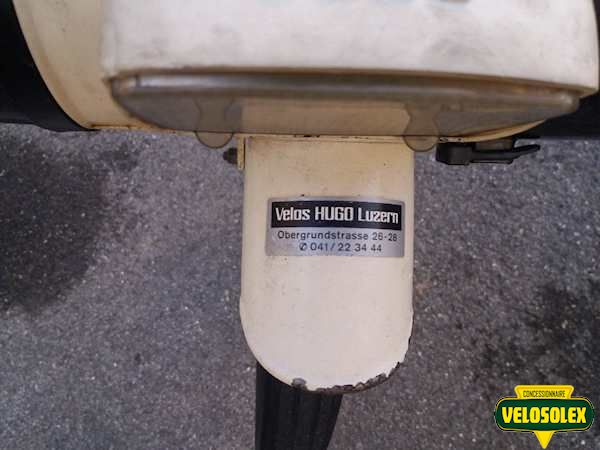 Velos HUGO Luzern
Obergrundstrasse 26-28
✆ 041/22 34 44
CONCESSIONNAIRE
VELOSOLEX